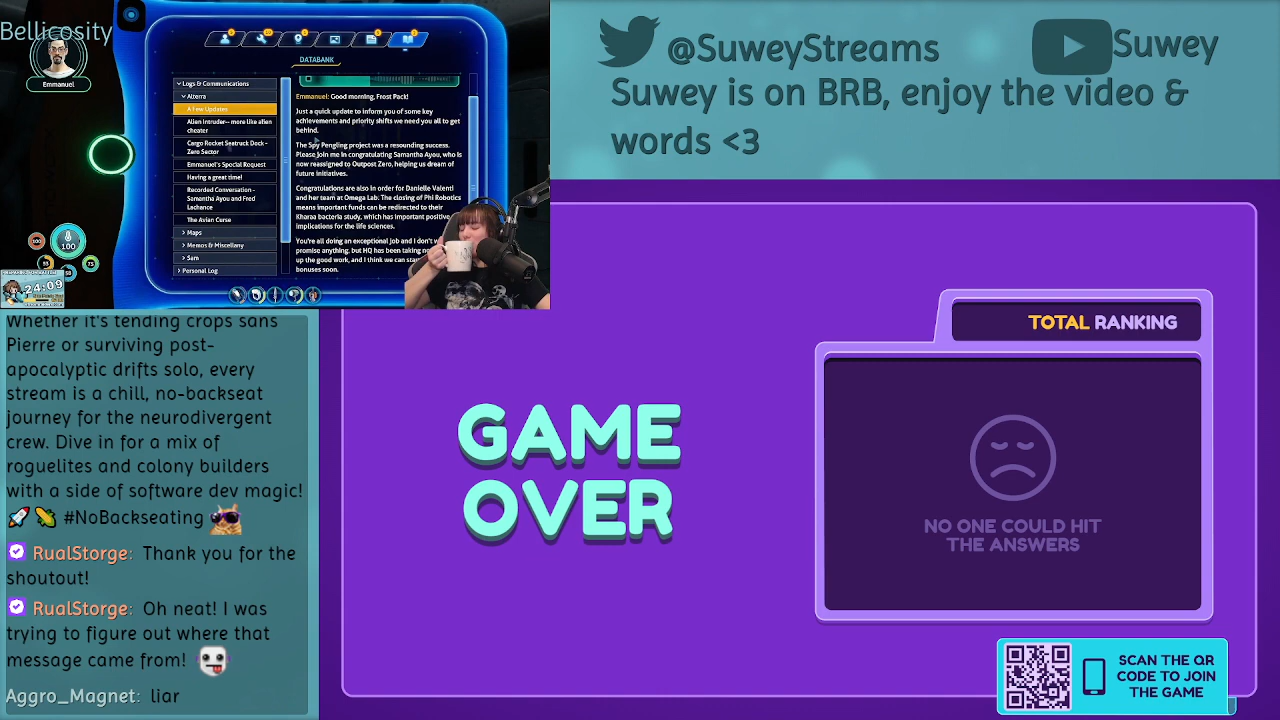 Bellicosity
Emmanuel
DATABANK
Logs & Communications
Alterra
A Few Updates
Alien Intruder-- more like alien
cheater
Cargo Rocket Seatruck Dock -
Zero Sector
Emmanuel's Special Request
Having a great time!
Recorded Conversation -
Samantha Ayou and Fred
Lachance
The Avian Curse
Maps
Memos & Miscellany
Sam
Personal Log
Emmanuel: Good morning, Frost Pack!
Just a quick update to inform you of some key
achievements and priority shifts we need you all to get
behind.
The Spy Pengling project was a resounding success.
Please join me in congratulating Samantha Ayou, who is
now reassigned to Outpost Zero, helping us dream of
future initiatives.
Congratulations are also in order for Danielle Valenti
and her team at Omega Lab. The closing of Phi Robotics
means important funds can be redirected to their
Kharaa bacteria study, which has important positive
implications for the life sciences.
You're all doing an exceptional job and I don't
promise anything, but HQ has been taking
up the good work, and I think we can
bonuses soon.
100
100
75
24:09
@SuweyStreams
Suwey
Suwey is on BRB, enjoy the video &
words <3
Whether it's tending crops sans
Pierre or surviving post-
apocalyptic drifts solo, every
stream is a chill, no-backseat
journey for the neurodivergent
crew. Dive in for a mix of
roguelites and colony builders
with a side of software dev magic!
🚀 🌽 #NoBackseating
RualStorge: Thank you for the
shoutout!
RualStorge: Oh neat! I was
trying to figure out where that
message came from!
Aggro_Magnet: liar
GAME
OVER
TOTAL RANKING
NO ONE COULD HIT
THE ANSWERS
SCAN THE QR
CODE TO JOIN
THE GAME